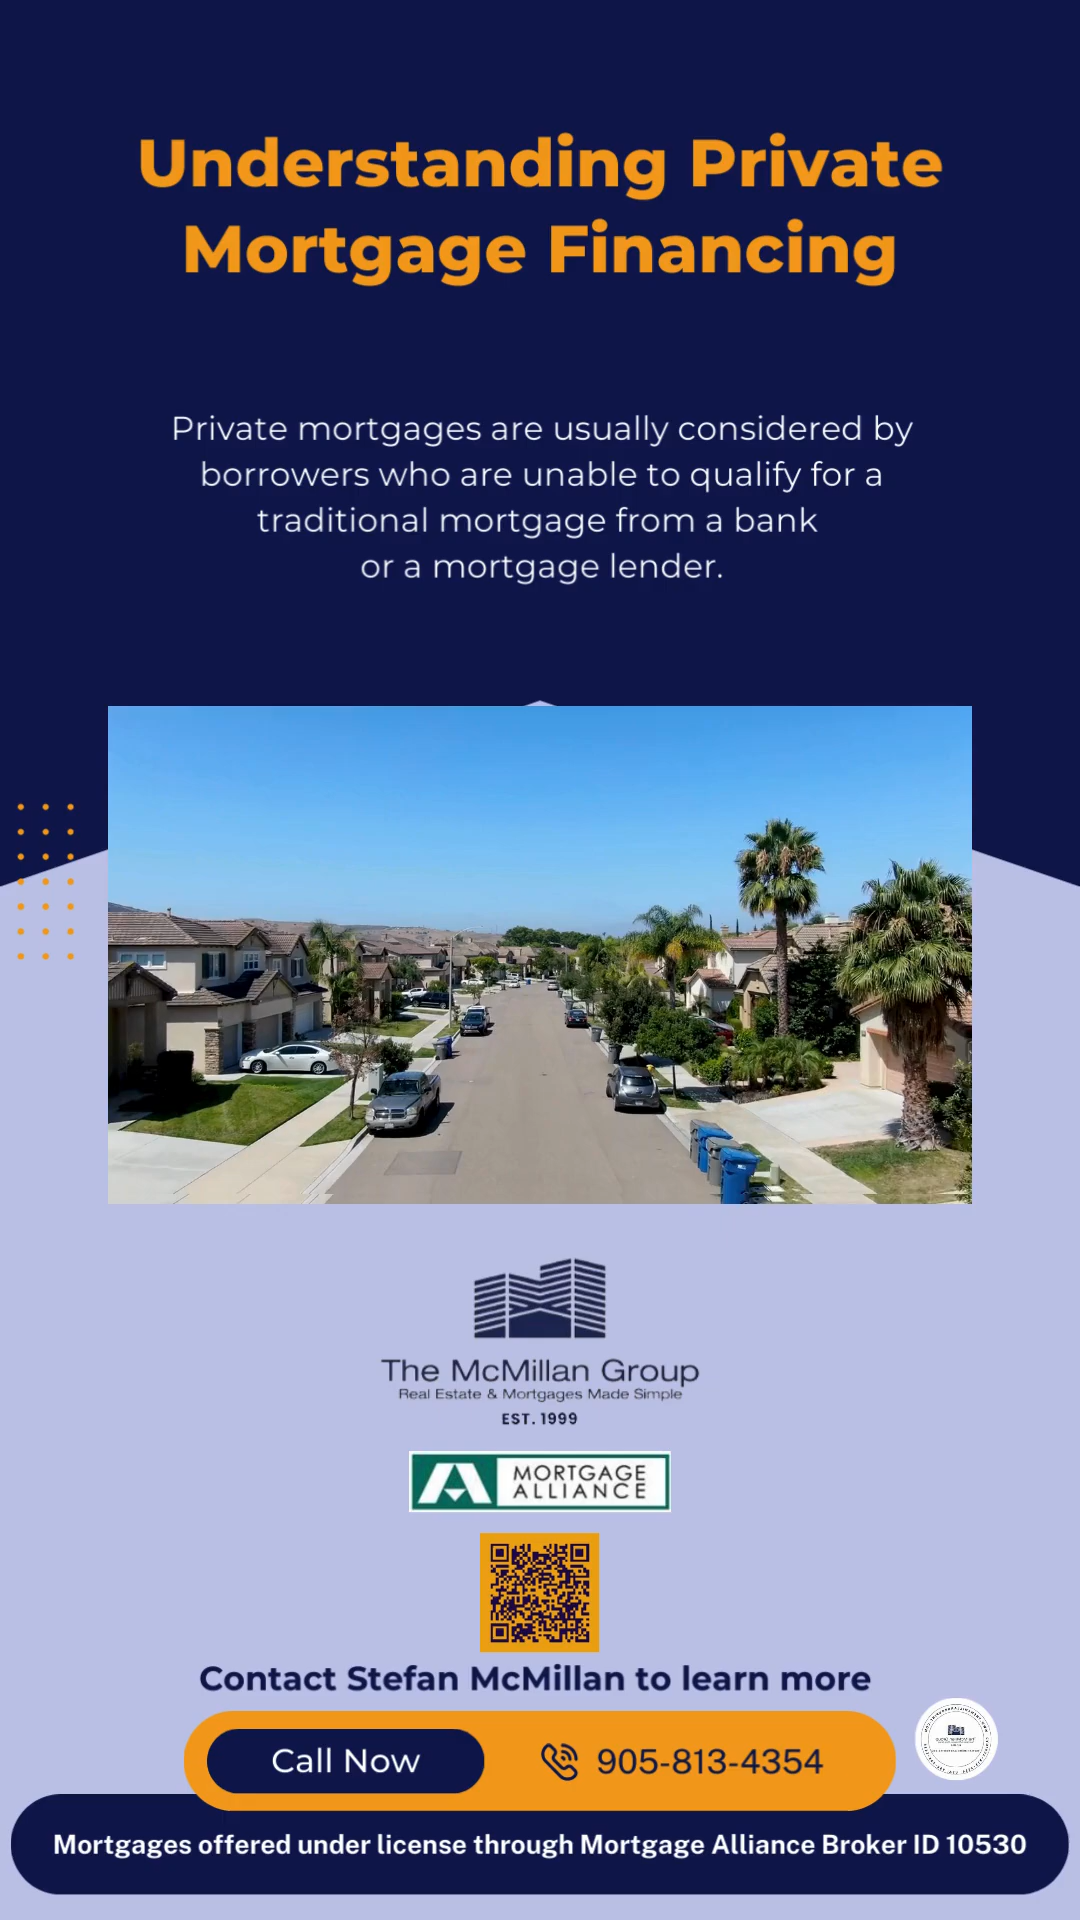 Understanding Private
Mortgage Financing
Private mortgages are usually considered by
borrowers who are unable to qualify for a
traditional mortgage from a bank
or a mortgage lender.
The McMillan Group
Real Estate & Mortgages Made Simple
EST. 1999
MORTGAGE
ALLIANCE
Contact Stefan McMillan to learn more
Call Now
905-813-4354
Mortgages offered under license through Mortgage Alliance Broker ID 10530